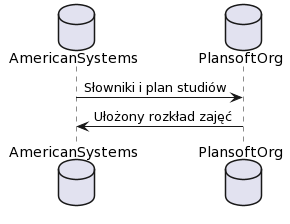 AmericanSystems PlansoftOrg
Słowniki i plan studiów
Ułożony rozkład zajęć
AmericanSystems PlansoftOrg